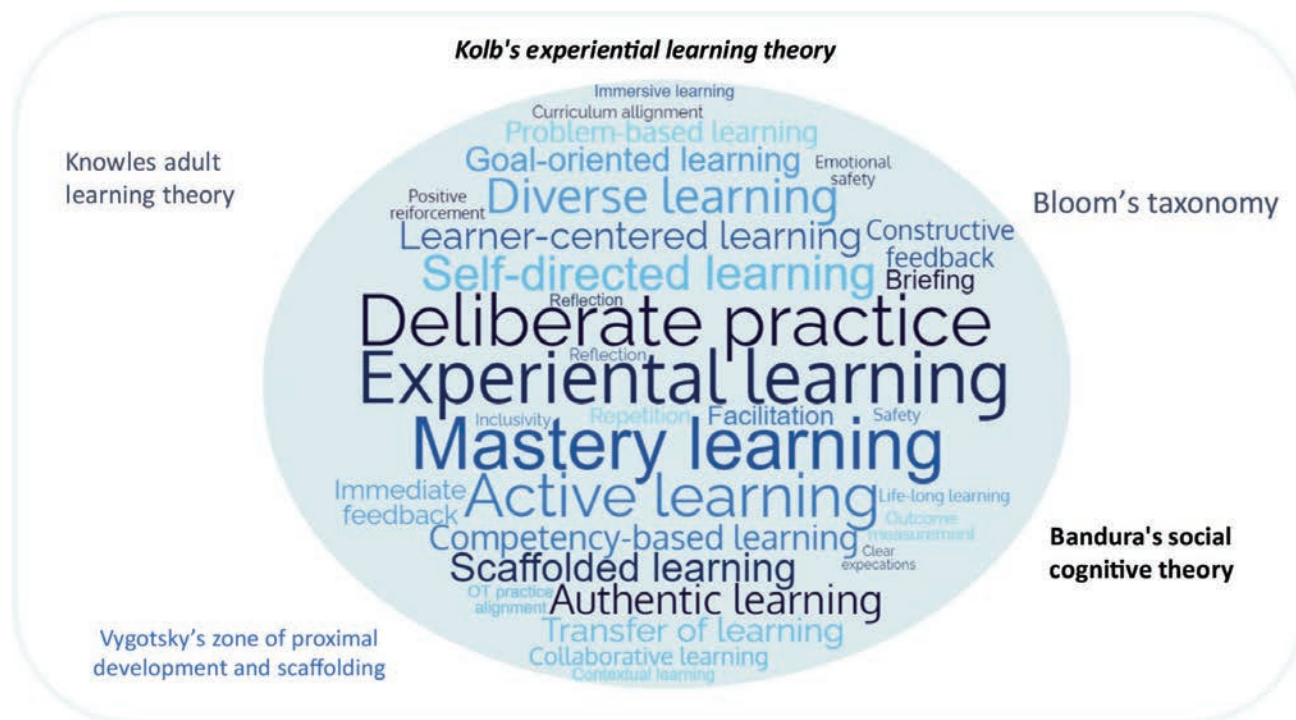 Kolb's experiential learning theory
Immersive learning
Curriculum allignment
Problem-based learning
Knowles adult
learning theory
Goal-oriented learning
Emotional
safety
Positive
reiforcement
Diverse learning
Bloom's taxonomy
Learner-centered learning
Constructive
feedback
Self-directed learning
Briefing
Reflection
Deliberate practice
Reflection
Experiental learning
Inclusivity
Repetition
Facilitation
Safety
Mastery learning
Immediate
feedback
Active learning
Life-long learning
Outcome
measurement
Competency-based learning
Clear
expecations
Bandura's social
cognitive theory
Scaffolded learning
OT practice
alignment
Authentic learning
Transfer of learning
Vygotsky's zone of proximal
development and scaffolding
Collaborative learning
Contextual learning